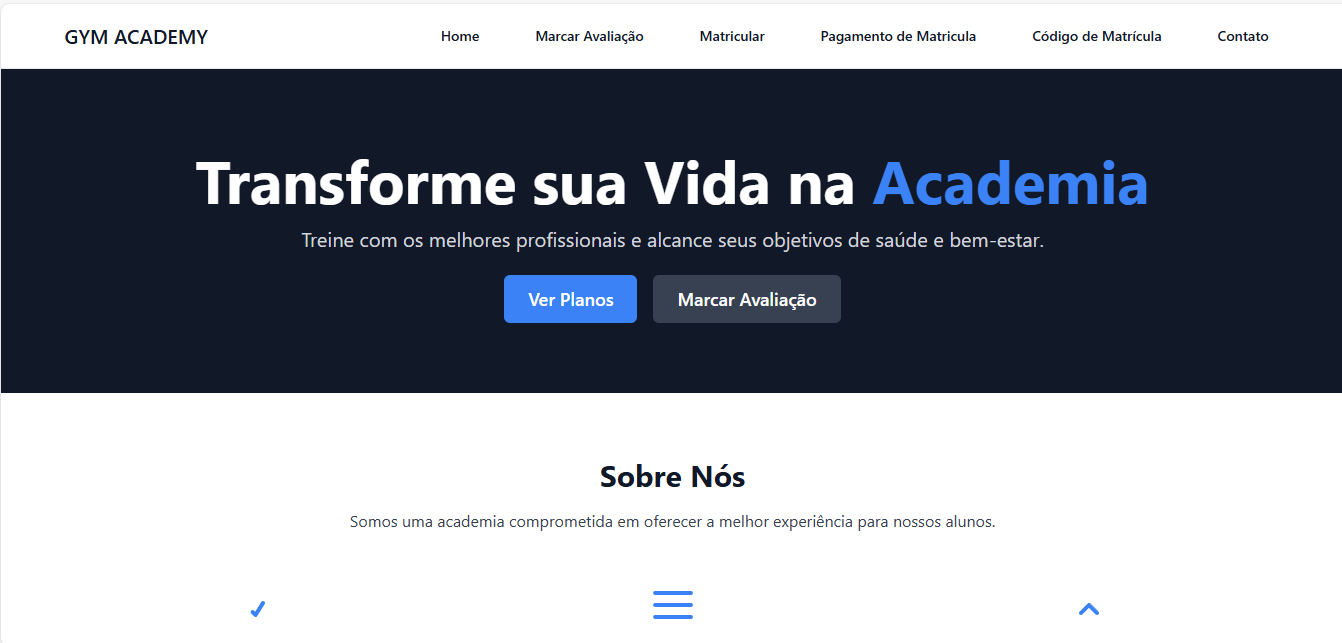 GYM ACADEMY
Home Marcar Avaliação Matricular Pagamento de Matricula Código de Matrícula Contato
Transforme sua Vida na Academia
Treine com os melhores profissionais e alcance seus objetivos de saúde e bem-estar.
Ver Planos Marcar Avaliação
Sobre Nós
Somos uma academia comprometida em oferecer a melhor experiência para nossos alunos.